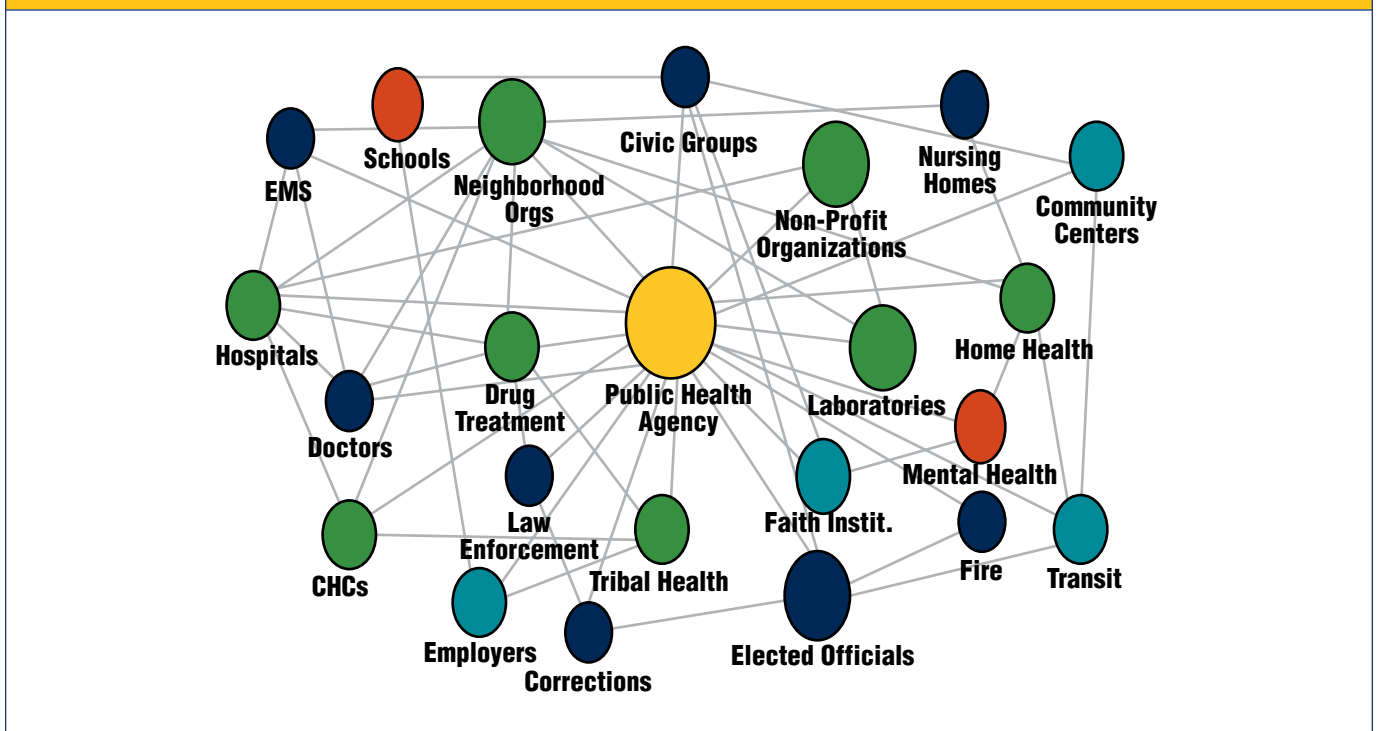 Civic Groups
Schools
Nursing
Homes
EMS
Neighborhood
Orgs
Non-Profit
Organizations
Community
Centers
Hospitals
Home Health
Drug
Treatment
Public Health
Agency
Laboratories
Doctors
Mental Health
Law
Enforcement
Faith Instit.
Fire
Transit
CHCs
Tribal Health
Employers
Elected Officials
Corrections